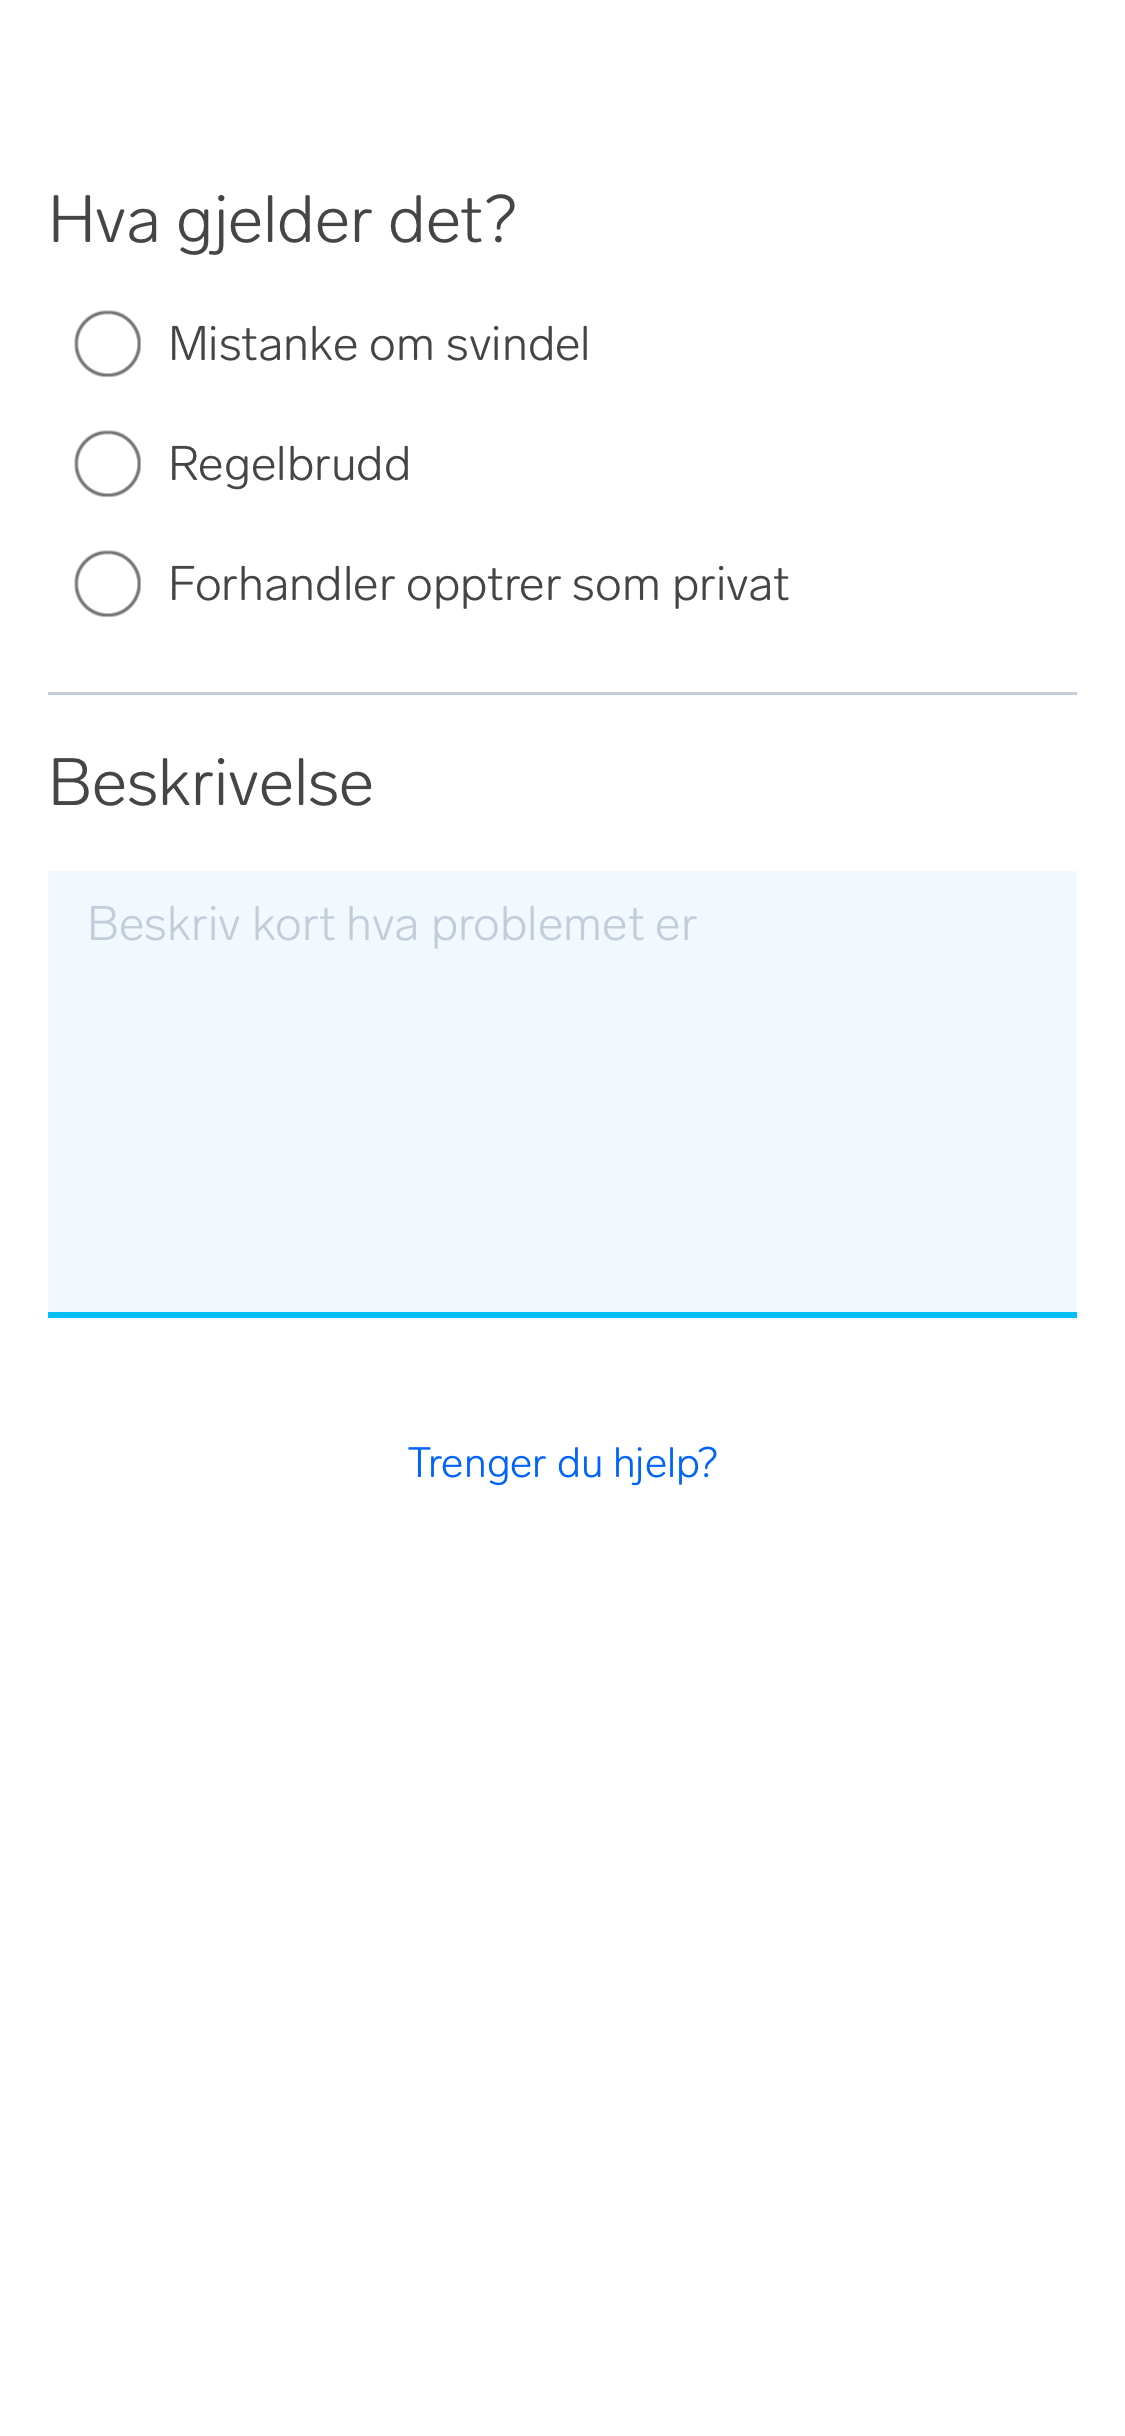 Hva gjelder det?
Mistanke om svindel
Regelbrudd
Forhandler opptrer som privat
Beskrivelse
Beskriv kort hva problemet er
Trenger du hjelp?